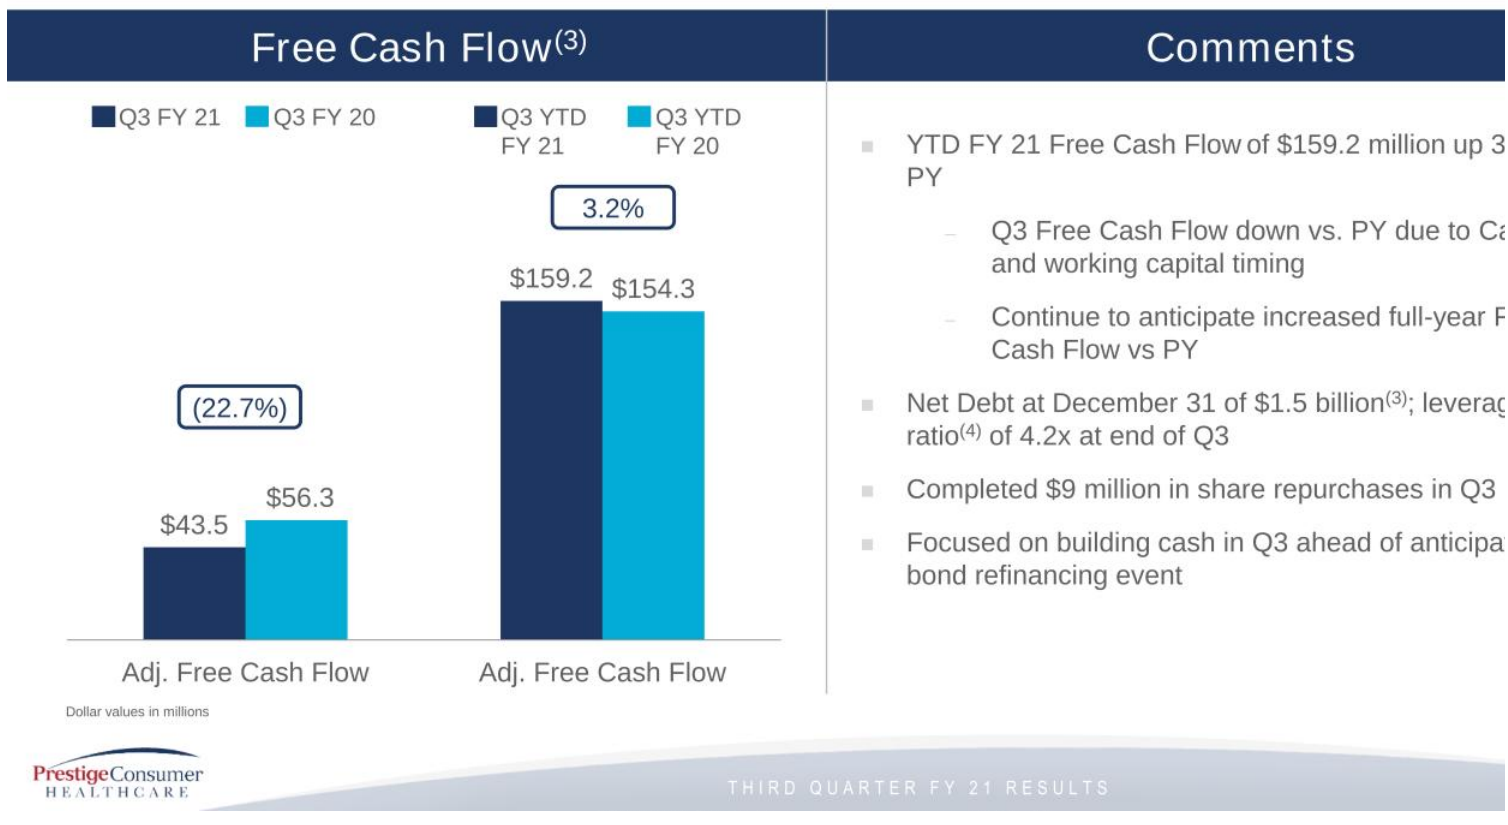 Free Cash Flow(3)
Q3 FY 21
Q3 FY 20
Q3 YTD
FY 21
Q3 YTD
FY 20
3.2%
$159.2
$154.3
(22.7%)
$56.3
$43.5
Adj. Free Cash Flow
Adj. Free Cash Flow
Dollar values in millions
Comments
YTD FY 21 Free Cash Flow of $159.2 million up 3
PY
Q3 Free Cash Flow down vs. PY due to
and working capital timing
Continue to anticipate increased full-year
Cash Flow vs PY
Net Debt at December 31 of $1.5 billion(3);
ratio(4) of 4.2x at end of Q3
Completed $9 million in share repurchases in Q3
Focused on building cash in Q3 ahead of
bond refinancing event
PrestigeConsumer
HEALTHCARE
THIRD QUARTER FY 21 RESULTS